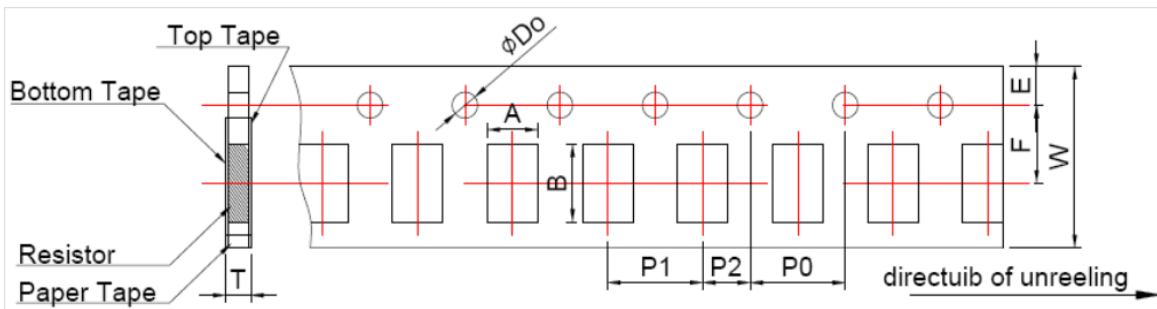 Top Tape
Bottom Tape
Resistor
Paper Tape
T
ϕDo
A
B
E
F
W
P1
P2
P0
directuib of unreeling